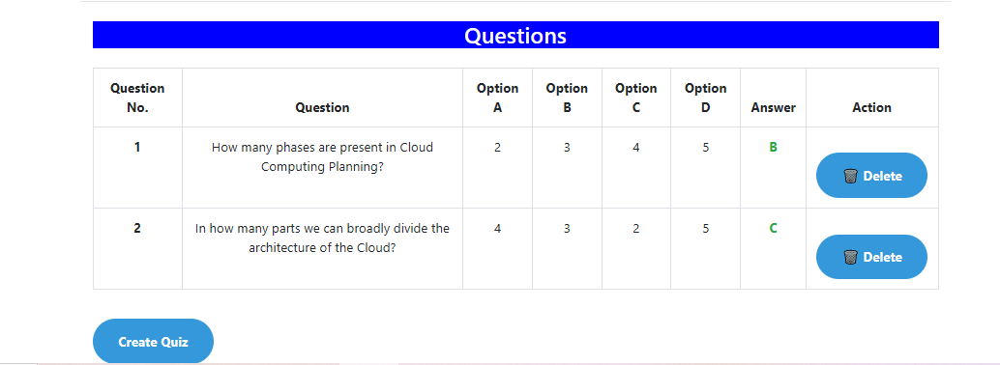 Questions
Question No. Question Option A Option B Option C Option D Answer Action
1 How many phases are present in Cloud Computing Planning? 2 3 4 5 B Delete
2 In how many parts we can broadly divide the architecture of the Cloud? 4 3 2 5 C Delete
Create Quiz